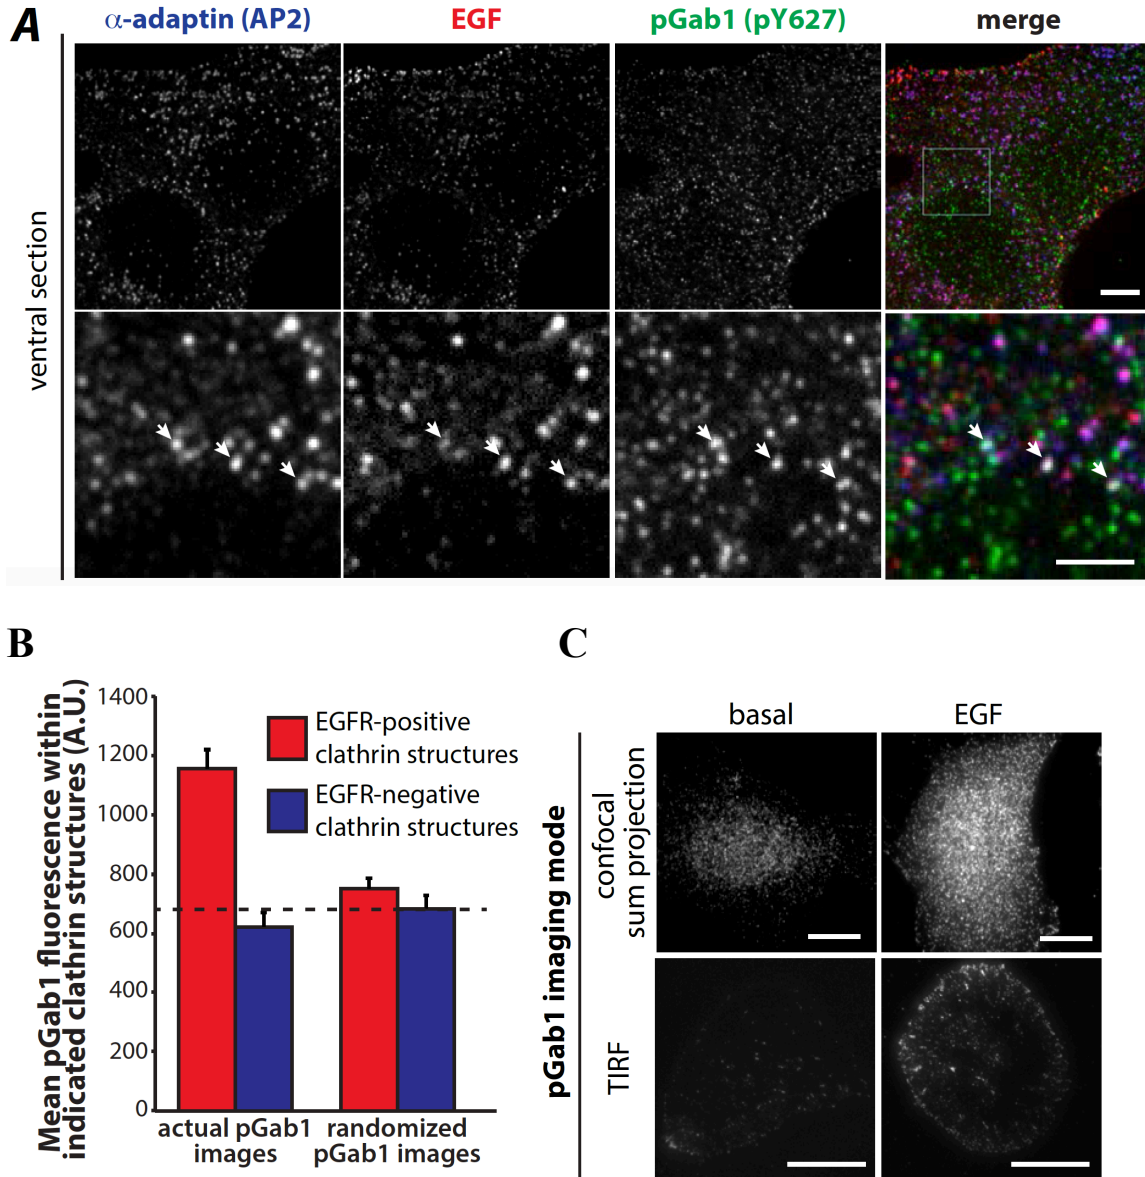 A
α-adaptin (AP2)
EGF
pGab1 (pY627)
merge
ventral section
B
Mean pGab1 fluorescence within
indicated clathrin structures (A.U.)
1400
1200
1000
800
600
400
200
0
EGFR-positive
clathrin structures
EGFR-negative
clathrin structures
actual pGab1
images
randomized
pGab1 images
C
basal
EGF
pGab1 imaging mode
confocal
sum projection
TIRF